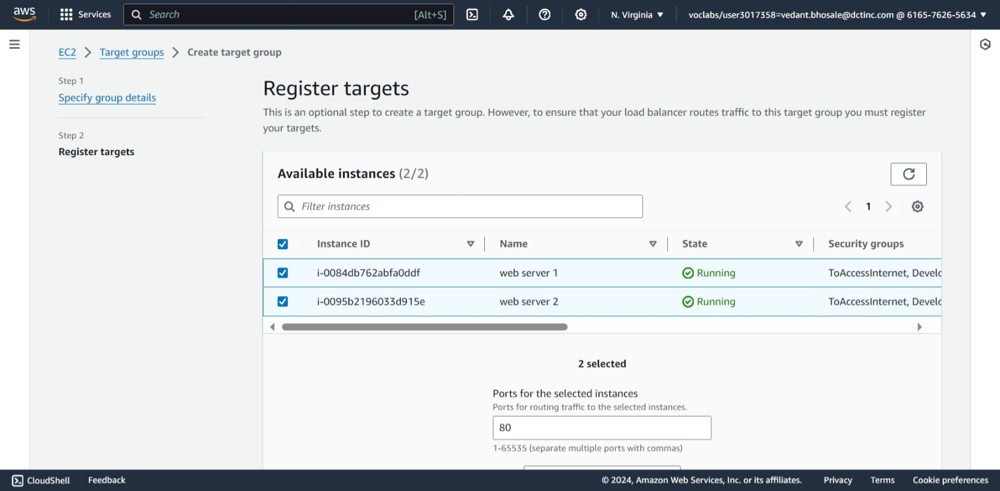 aws
Services
Search
[Alt+S]
N. Virginia
voclabs/user3017358=vedant.bhosale@dctinc.com @ 6165-7626-5634
EC2 > Target groups > Create target group
Step 1
Specify group details
Step 2
Register targets
Register targets
This is an optional step to create a target group. However, to ensure that your load balancer routes traffic to this target group you must register
your targets.
Available instances (2/2)
Filter instances
1
Instance ID Name State Security groups
i-0084db762abfa0ddf web server 1 Running ToAccessInternet, Develo
i-0095b2196033d915e web server 2 Running ToAccessInternet, Develo
2 selected
Ports for the selected instances
Ports for routing traffic to the selected instances.
80
1-65535 (separate multiple ports with commas)
CloudShell Feedback © 2024, Amazon Web Services, Inc. or its affiliates. Privacy Terms Cookie preferences